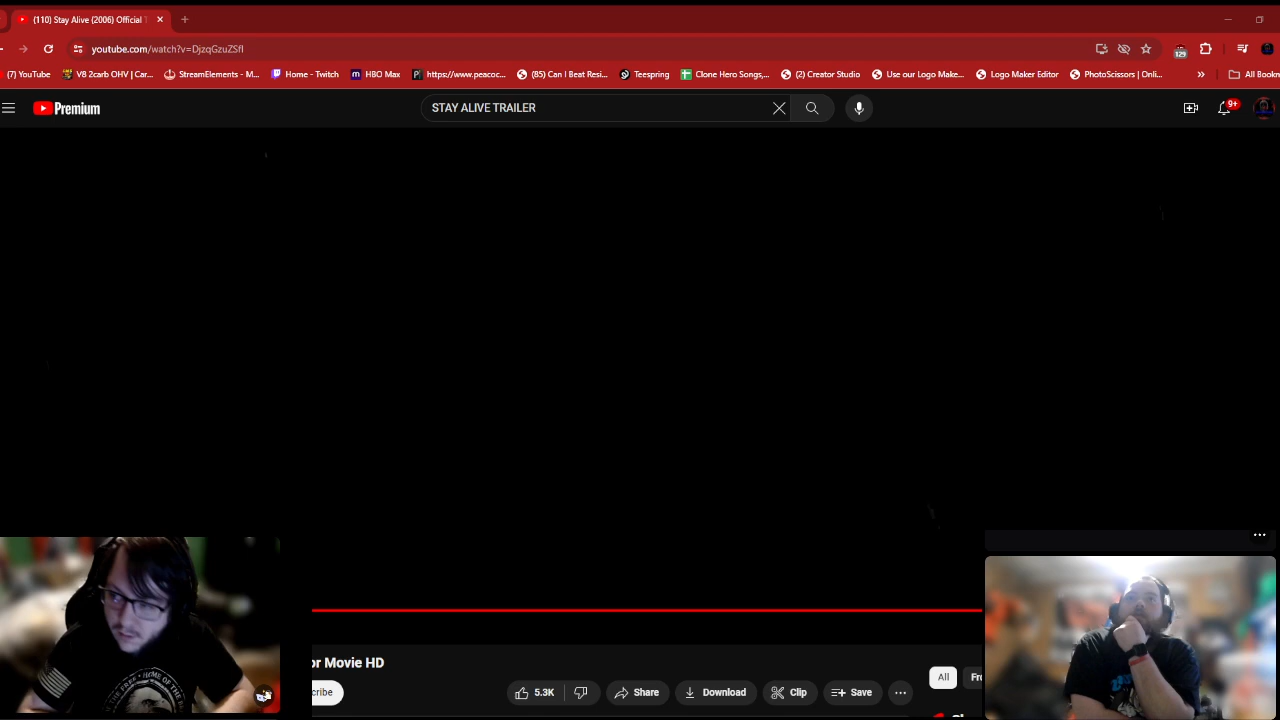 (110) Stay Alive (2006) Official T
youtube.com/watch?v=DjzqGzuZSfI
129
(7) YouTube
V8 2carb OHV | Car...
StreamElements - M...
Home - Twitch
HBO Max
https://www.peacoc...
(85) Can I Beat Resi...
Teespring
Clone Hero Songs,...
(2) Creator Studio
Use our Logo Make...
Logo Maker Editor
PhotoScissors | Onli...
All Bookm
Premium
STAY ALIVE TRAILER
9+
or Movie HD
cribe
5.3K
Share
Download
Clip
Save
All
Fr